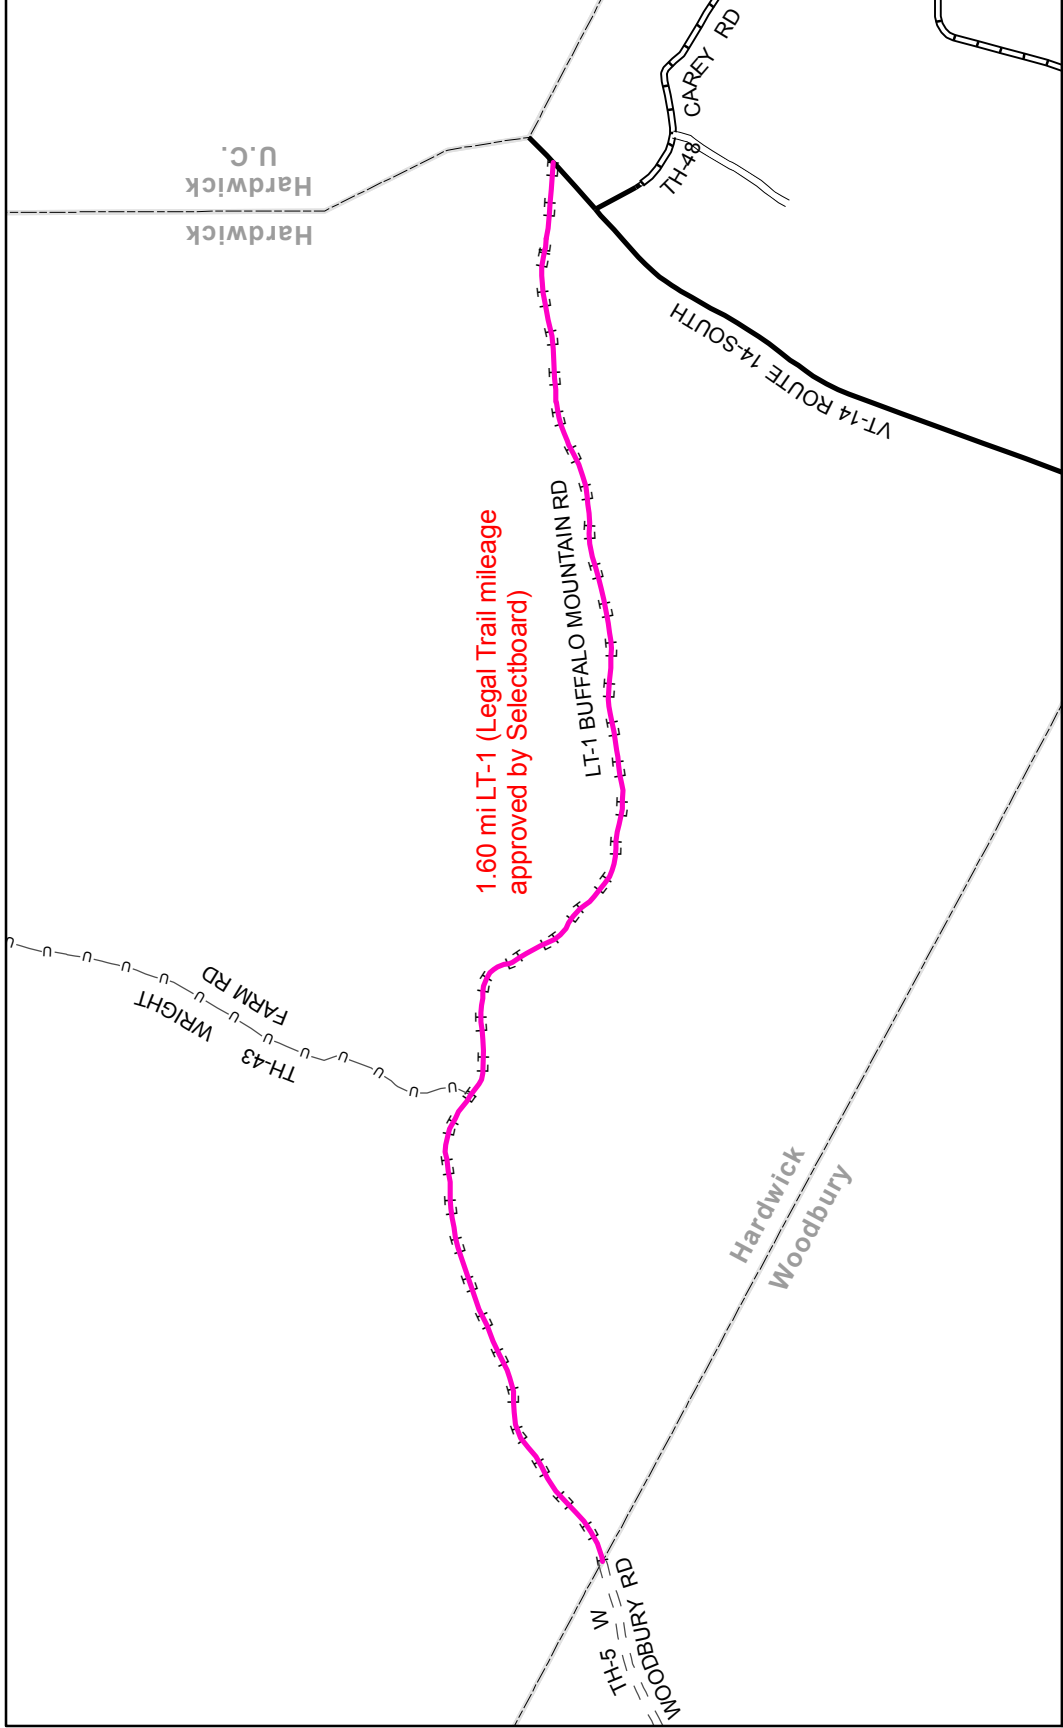 Hardwick
U.C.
Hardwick
CAREY RD
TH-48
VT-14 ROUTE 14-SOUTH
1.60 mi LT-1 (Legal Trail mileage
approved by Selectboard)
LT-1 BUFFALO MOUNTAIN RD
TH-43
WRIGHT
FARM RD
Hardwick
Woodbury
TH-5 W
WOODBURY RD